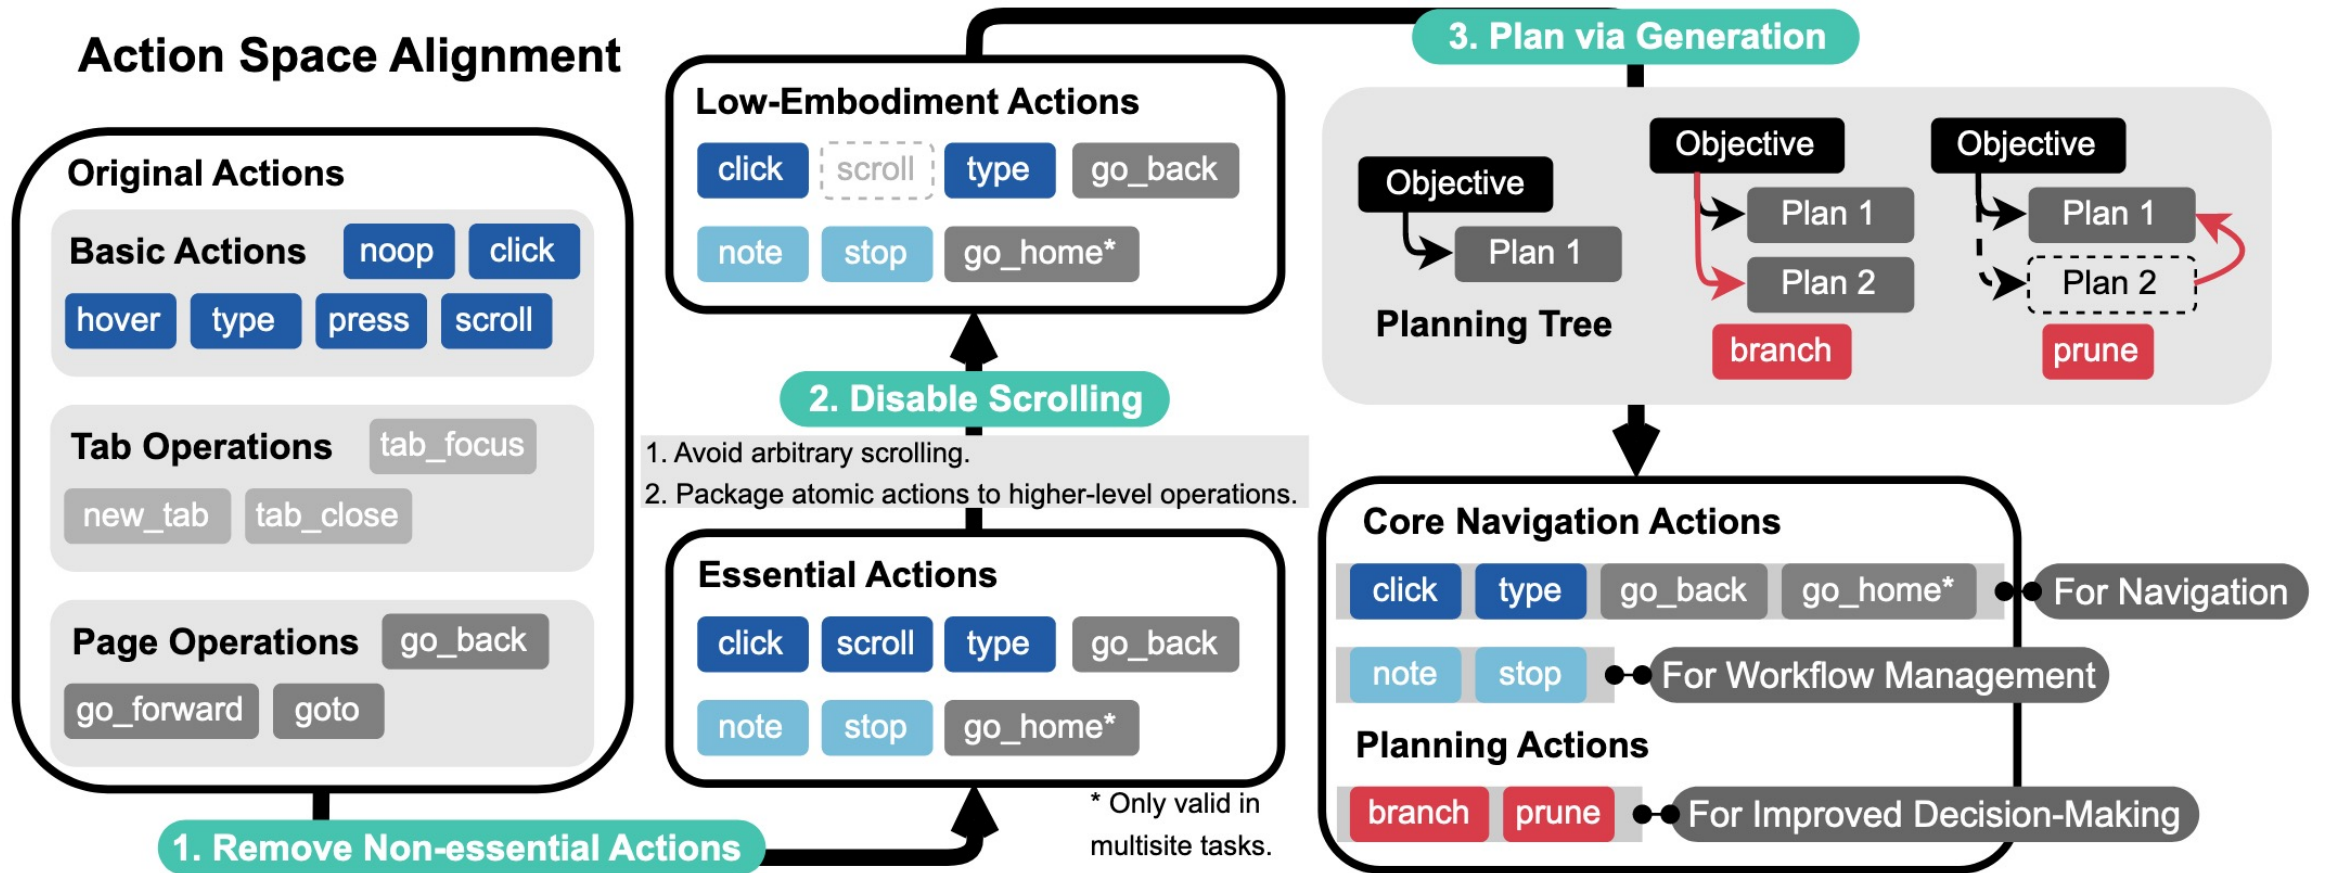 Action Space Alignment
Original Actions
Basic Actions noop click
hover type press scroll
Tab Operations tab_focus
new_tab tab_close
Page Operations go_back
go_forward goto
1. Remove Non-essential Actions
Essential Actions
click scroll type go_back
note stop go_home*
* Only valid in
multisite tasks.
2. Disable Scrolling
1. Avoid arbitrary scrolling.
2. Package atomic actions to higher-level operations.
Low-Embodiment Actions
click scroll type go_back
note stop go_home*
3. Plan via Generation
Objective
Plan 1
Planning Tree
Objective
Plan 1
Plan 2
branch
Objective
Plan 1
Plan 2
prune
Core Navigation Actions
click type go_back go_home* For Navigation
note stop For Workflow Management
Planning Actions
branch prune For Improved Decision-Making